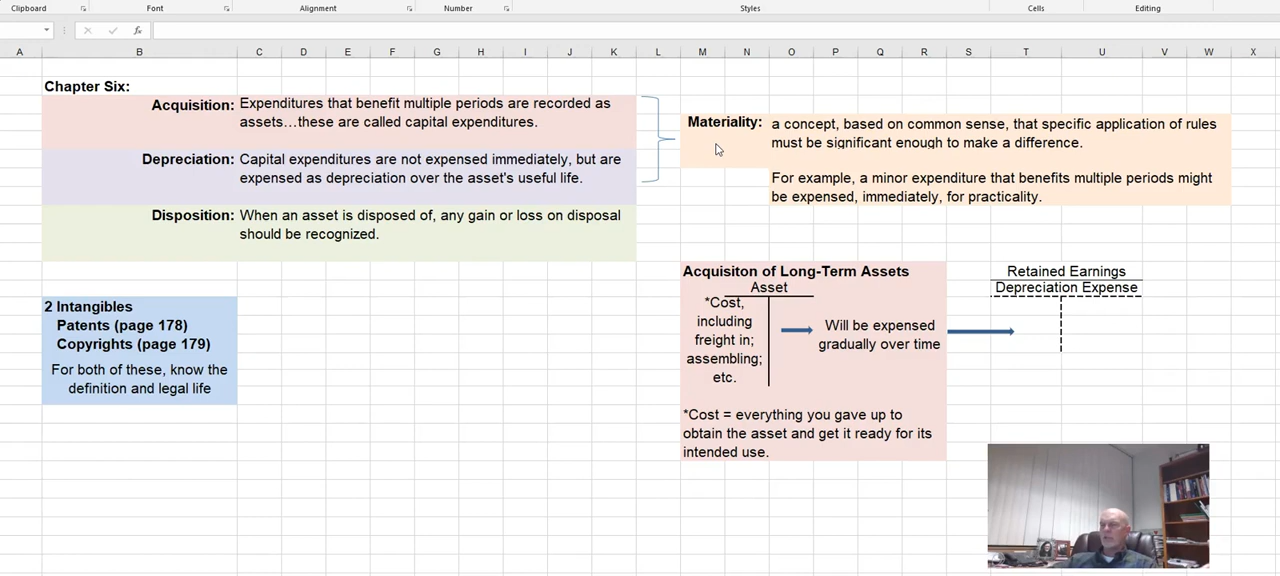 Clipboard Font Alignment Number Styles Cells Editing
fx
A B C D E F G H I J K L M N O P Q R S T U V W X
Chapter Six:
Acquisition: Expenditures that benefit multiple periods are recorded as
assets…these are called capital expenditures.
Depreciation: Capital expenditures are not expensed immediately, but are
expensed as depreciation over the asset's useful life.
Disposition: When an asset is disposed of, any gain or loss on disposal
should be recognized.
Materiality: a concept, based on common sense, that specific application of rules
must be significant enough to make a difference.
For example, a minor expenditure that benefits multiple periods might
be expensed, immediately, for practicality.
2 Intangibles
Patents (page 178)
Copyrights (page 179)
For both of these, know the
definition and legal life
Acquisiton of Long-Term Assets
Asset
*Cost,
including
freight in;
assembling;
etc.
Will be expensed
gradually over time
*Cost = everything you gave up to
obtain the asset and get it ready for its
intended use.
Retained Earnings
Depreciation Expense